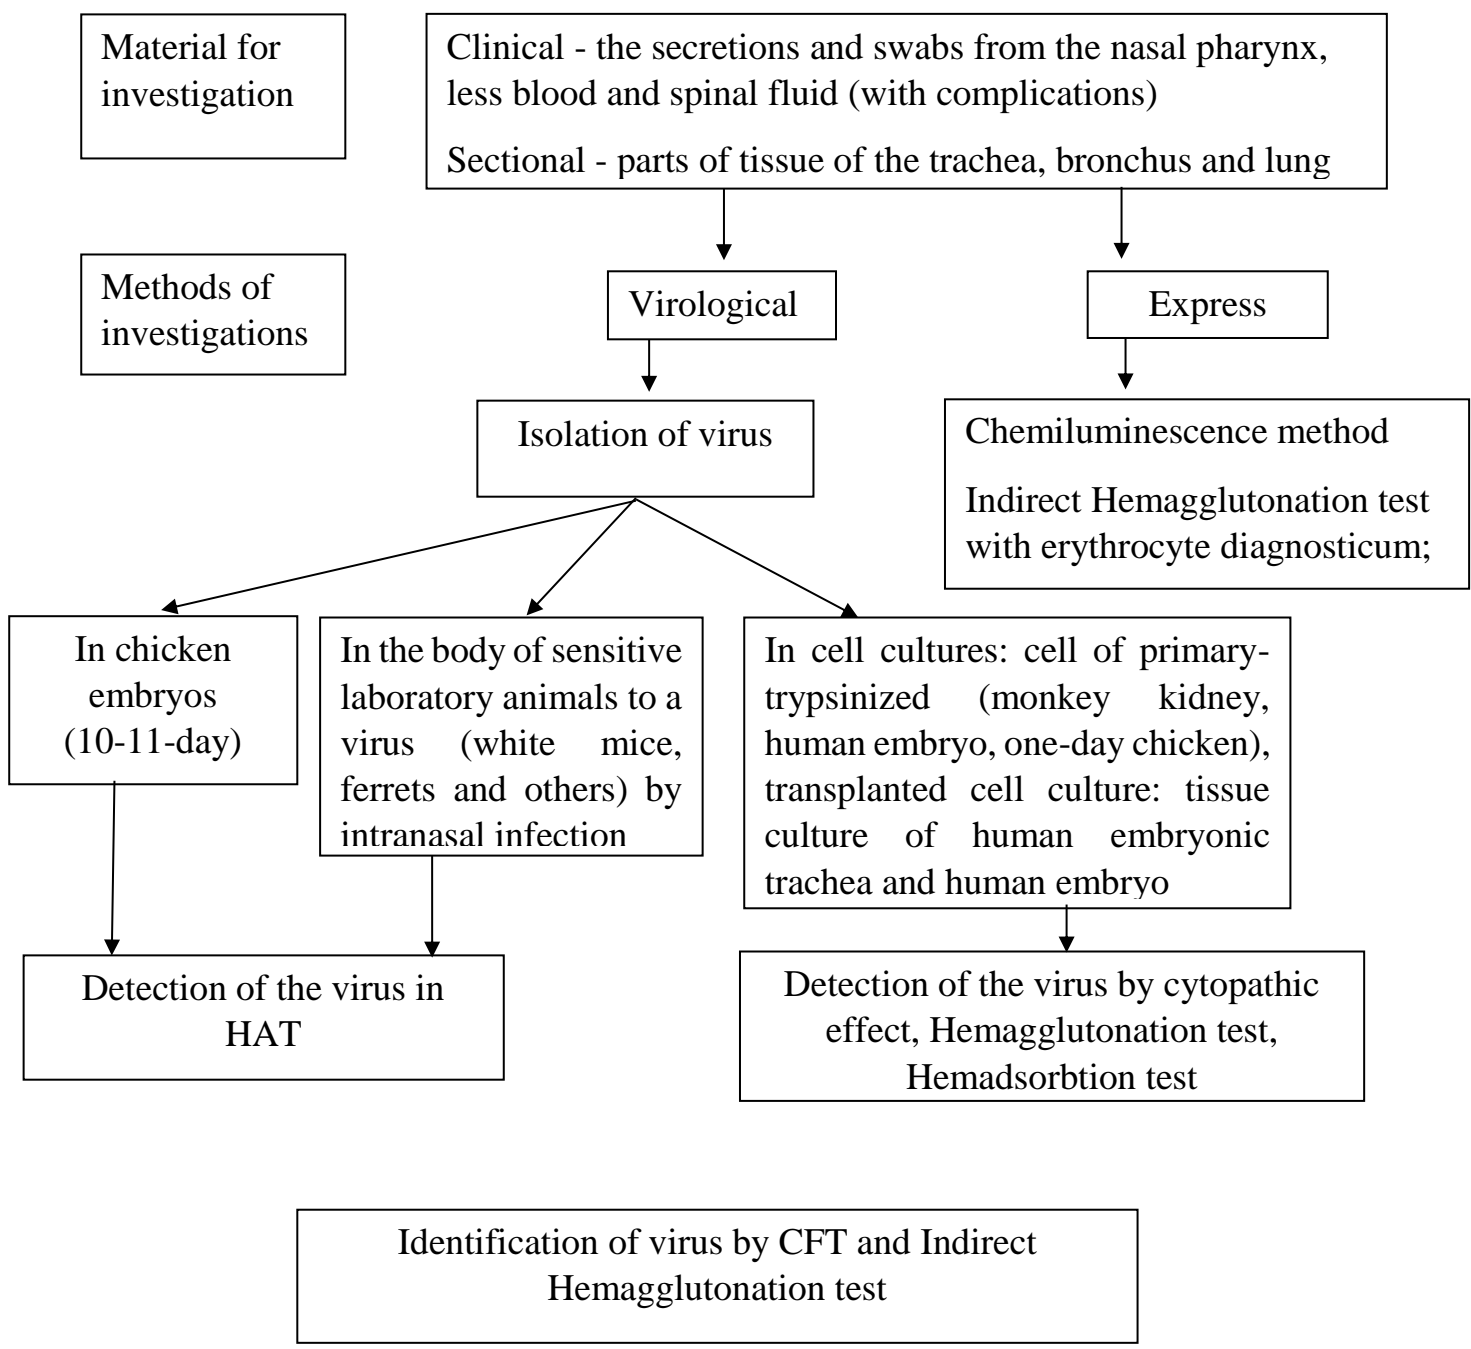 Material for
investigation
Clinical - the secretions and swabs from the nasal pharynx,
less blood and spinal fluid (with complications)
Sectional - parts of tissue of the trachea, bronchus and lung
Methods of
investigations
Virological
Express
Isolation of virus
Chemiluminescence method
Indirect Hemagglutonation test
with erythrocyte diagnosticum;
In chicken
embryos
(10-11-day)
In the body of sensitive
laboratory animals to a
virus (white mice,
ferrets and others) by
intranasal infection
In cell cultures: cell of primary-
trypsinized (monkey kidney,
human embryo, one-day chicken),
transplanted cell culture: tissue
culture of human embryonic
trachea and human embryo
Detection of the virus in
HAT
Detection of the virus by cytopathic
effect, Hemagglutonation test,
Hemadsorbtion test
Identification of virus by CFT and Indirect
Hemagglutonation test